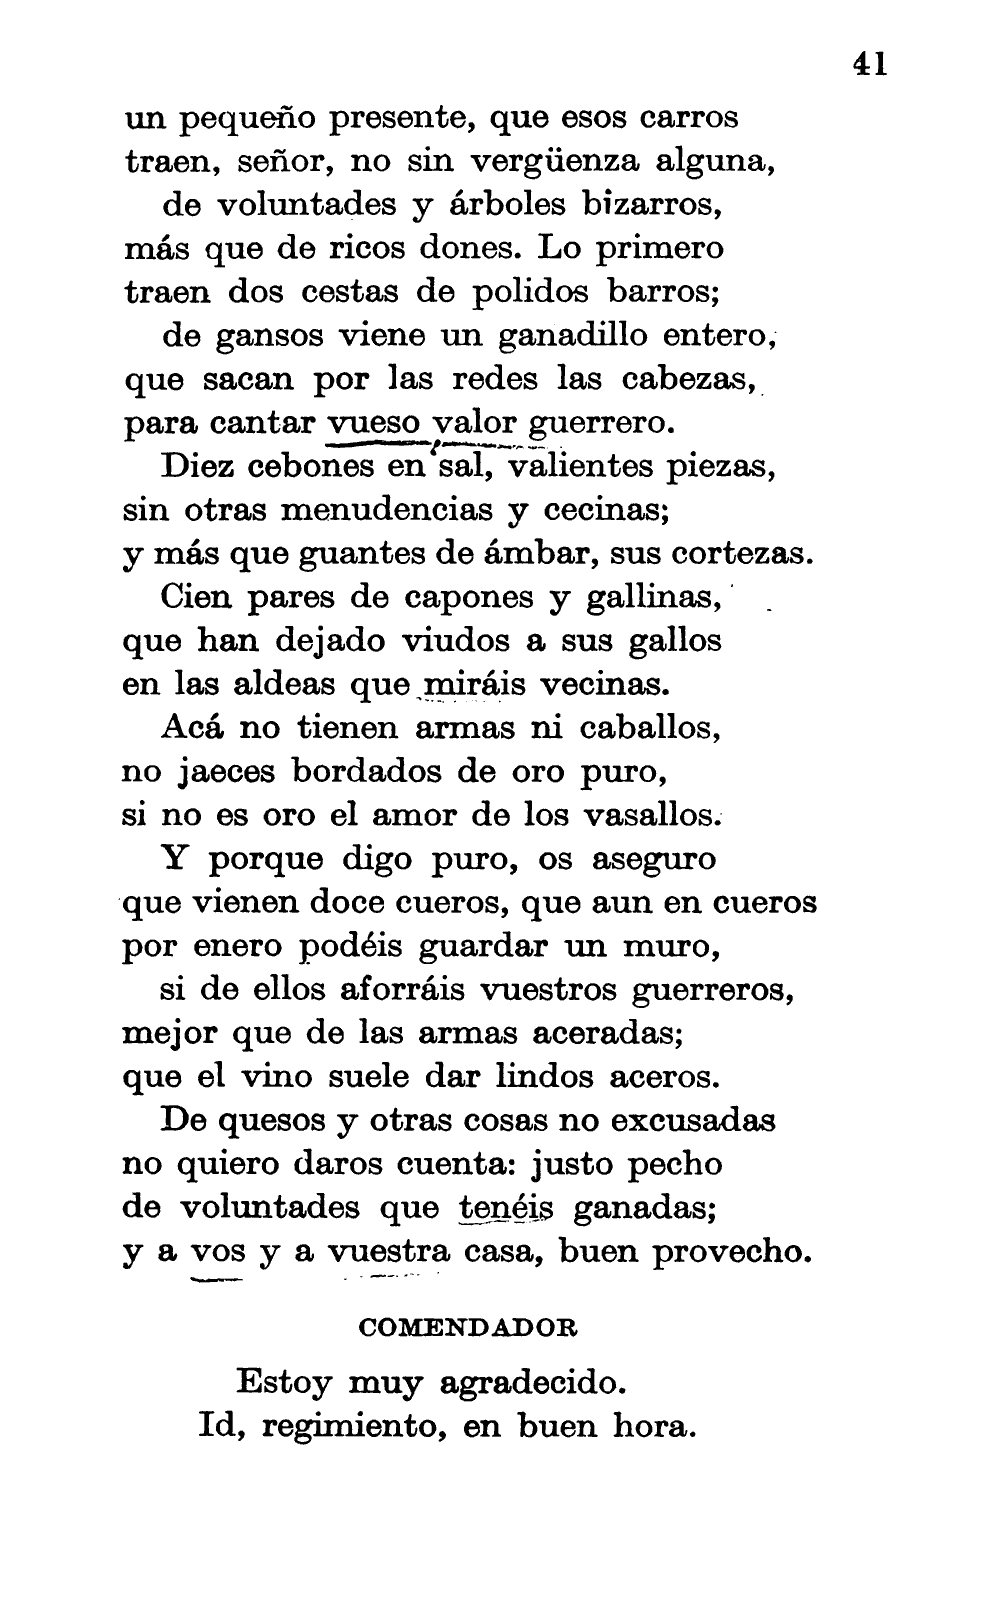 41
un pequeño presente, que esos carros
traen, señor, no sin vergüenza alguna,
de voluntades y árboles bizarros,
más que de ricos dones. Lo primero
traen dos cestas de polidos barros;
de gansos viene un ganadillo entero,
que sacan por las redes las cabezas,
para cantar vueso valor guerrero.
Diez cebones en sal, valientes piezas,
sin otras menudencias y cecinas;
y más que guantes de ámbar, sus cortezas.
Cien pares de capones y gallinas,
que han dejado viudos a sus gallos
en las aldeas que miráis vecinas.
Acá no tienen armas ni caballos,
no jaeces bordados de oro puro,
si no es oro el amor de los vasallos.
Y porque digo puro, os aseguro
que vienen doce cueros, que aun en cueros
por enero podéis guardar un muro,
si de ellos aforráis vuestros guerreros,
mejor que de las armas aceradas;
que el vino suele dar lindos aceros.
De quesos y otras cosas no excusadas
no quiero daros cuenta: justo pecho
de voluntades que tenéis ganadas;
y a vos y a vuestra casa, buen provecho.
COMENDADOR
Estoy muy agradecido.
Id, regimiento, en buen hora.